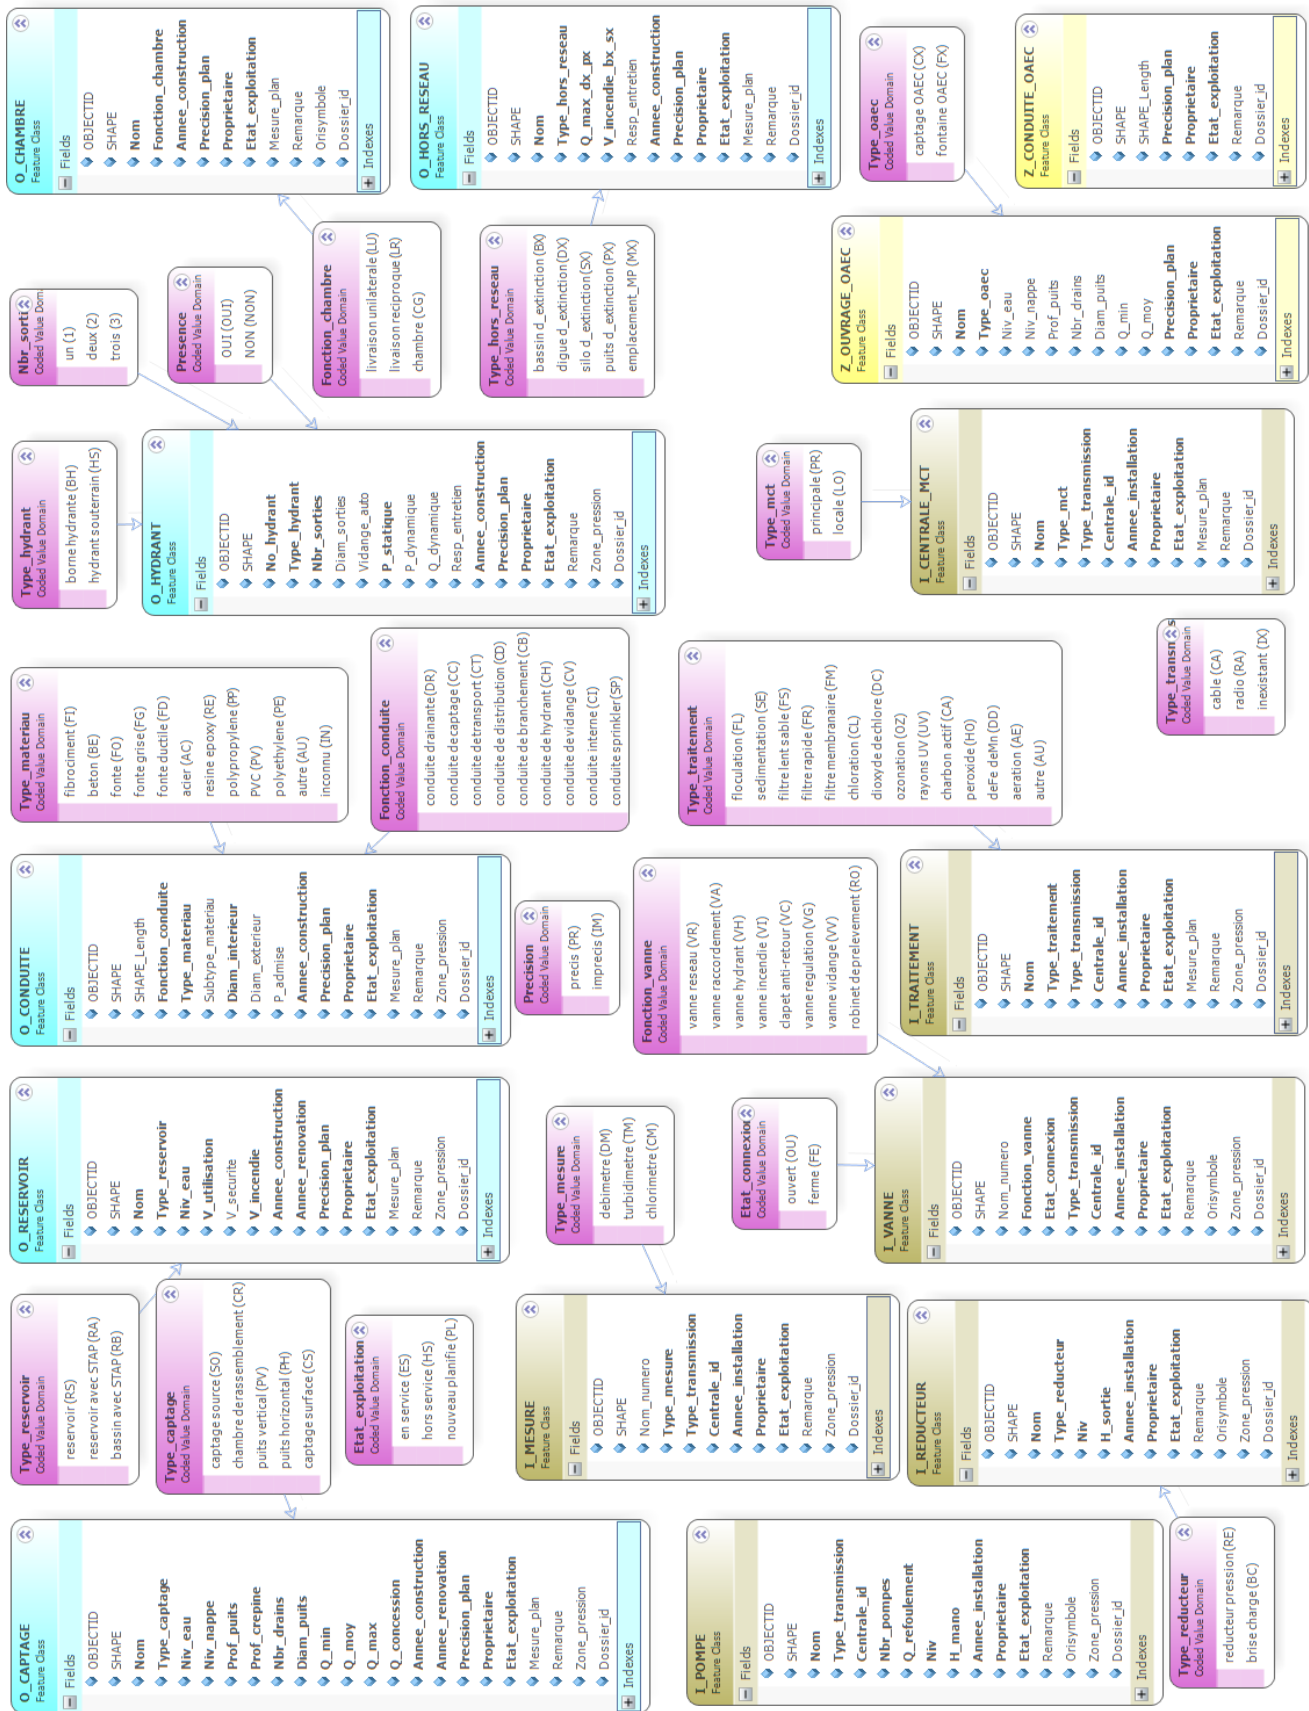 O_CAPTAGE
Feature Class
Fields
OBJECTID
SHAPE
Nom
Type_captage
Niv_eau
Niv_nappe
Prof_puits
Prof_crepine
Nbr_drains
Diam_puits
Q_min
Q_moy
Q_max
Q_concession
Annee_construction
Annee_renovation
Precision_plan
Proprietaire
Etat_exploitation
Mesure_plan
Remarque
Zone_pression
Dossier_id
Indexes
Type_reservoir
Coded Value Domain
reservoir (RS)
reservoir avec STAP (RA)
bassin avec STAP (RB)
Type_captage
Coded Value Domain
captage source (SO)
chambre de rassemblement (CR)
puits vertical (PV)
puits horizontal (PH)
captage surface (CS)
Etat_exploitation
Coded Value Domain
en service (ES)
hors service (HS)
nouveau planifie (PL)
O_RESERVOIR
Feature Class
Fields
OBJECTID
SHAPE
Nom
Type_reservoir
Niv_eau
V_utilisation
V_securite
V_incendie
Annee_construction
Annee_renovation
Precision_plan
Proprietaire
Etat_exploitation
Mesure_plan
Remarque
Zone_pression
Dossier_id
Indexes
O_CONDUITE
Feature Class
Fields
OBJECTID
SHAPE
SHAPE_Length
Fonction_conduite
Type_materiau
Subtype_materiau
Diam_interieur
Diam_exterieur
P_admise
Annee_construction
Precision_plan
Proprietaire
Etat_exploitation
Mesure_plan
Remarque
Zone_pression
Dossier_id
Indexes
Type_materiau
Coded Value Domain
fibrociment (FI)
beton (BE)
fonte (FO)
fonte grise (FG)
fonte ductile (FD)
acier (AC)
resine epoxy (RE)
polypropylene (PP)
PVC (PV)
polyethylene (PE)
autre (AU)
inconnu (IN)
Fonction_conduite
Coded Value Domain
conduite drainante (DR)
conduite de captage (CC)
conduite de transport (CT)
conduite de distribution (CD)
conduite de branchement (CB)
conduite de hydrant (CH)
conduite de vidange (CV)
conduite interne (CI)
conduite sprinkler (SP)
Type_hydrant
Coded Value Domain
borne hydrante (BH)
hydrant souterrain (HS)
O_HYDRANT
Feature Class
Fields
OBJECTID
SHAPE
No_hydrant
Type_hydrant
Nbr_sorties
Diam_sorties
Vidange_auto
P_statique
P_dynamique
Q_dynamique
Resp_entretien
Annee_construction
Precision_plan
Proprietaire
Etat_exploitation
Remarque
Zone_pression
Dossier_id
Indexes
Nbr_sorti
Coded Value Dom
un (1)
deux (2)
trois (3)
Presence
Coded Value Domain
OUI (OUI)
NON (NON)
Fonction_chambre
Coded Value Domain
livraison unilaterale (LU)
livaison reciproque (LR)
chambre (CG)
Type_hors_reseau
Coded Value Domain
bassin d_extinction (BX)
digue d_extinction (DX)
silo d_extinction (SX)
puits d_extinction (PX)
emplacement_MP (MX)
O_CHAMBRE
Feature Class
Fields
OBJECTID
SHAPE
Nom
Fonction_chambre
Annee_construction
Precision_plan
Proprietaire
Etat_exploitation
Mesure_plan
Remarque
Orisymbole
Dossier_id
Indexes
O_HORS_RESEAU
Feature Class
Fields
OBJECTID
SHAPE
Nom
Type_hors_reseau
Q_max_dx_px
V_incendie_bx_sx
Resp_entretien
Annee_construction
Precision_plan
Proprietaire
Etat_exploitation
Mesure_plan
Remarque
Dossier_id
Indexes
I_MESURE
Feature Class
Fields
OBJECTID
SHAPE
Nom_numero
Type_mesure
Type_transmission
Centrale_id
Annee_installation
Proprietaire
Etat_exploitation
Remarque
Zone_pression
Dossier_id
Indexes
Type_mesure
Coded Value Domain
debimetre (DM)
turbidimetre (TM)
chlorimetre (CM)
Precision
Coded Value Domain
precis (PR)
imprecis (IM)
Fonction_vanne
Coded Value Domain
vanne reseau (VR)
vanne raccordement (VA)
vanne hydrant (VH)
vanne incendie (VI)
clapet anti-retour (VC)
vanne regulation (VG)
vanne vidange (VV)
robinet de prelevement (RO)
Type_traitement
Coded Value Domain
floculation (FL)
sedimentation (SE)
filtre lent sable (FS)
filtre rapide (FR)
filtre membranaire (FM)
chloration (CL)
dioxyde de chlore (DC)
ozonation (OZ)
rayons UV (UV)
charbon actif (CA)
peroxide (HO)
deFe deMn (DD)
aeration (AE)
autre (AU)
I_POMPE
Feature Class
Fields
OBJECTID
SHAPE
Nom
Type_transmission
Centrale_id
Nbr_pompes
Q_refoulement
Niv
H_mano
Annee_installation
Proprietaire
Etat_exploitation
Remarque
Orisymbole
Zone_pression
Dossier_id
Indexes
Etat_connexio
Coded Value Domain
ouvert (OU)
ferme (FE)
Type_mct
Coded Value Domain
principale (PR)
locale (LO)
Z_OUVRAGE_OAEC
Feature Class
Fields
OBJECTID
SHAPE
Nom
Type_oaec
Niv_eau
Niv_nappe
Prof_puits
Nbr_drains
Diam_puits
Q_min
Q_moy
Precision_plan
Proprietaire
Etat_exploitation
Remarque
Dossier_id
Indexes
Type_oaec
Coded Value Domain
captage OAEC (CX)
fontaine OAEC (FX)
I_REDUCTEUR
Feature Class
Fields
OBJECTID
SHAPE
Nom
Type_reducteur
Niv
H_sortie
Annee_installation
Proprietaire
Etat_exploitation
Remarque
Orisymbole
Zone_pression
Dossier_id
Indexes
I_VANNE
Feature Class
Fields
OBJECTID
SHAPE
Nom_numero
Fonction_vanne
Etat_connexion
Type_transmission
Centrale_id
Annee_installation
Proprietaire
Etat_exploitation
Remarque
Orisymbole
Zone_pression
Dossier_id
Indexes
I_TRAITEMENT
Feature Class
Fields
OBJECTID
SHAPE
Nom
Type_traitement
Type_transmission
Centrale_id
Annee_installation
Proprietaire
Etat_exploitation
Mesure_plan
Remarque
Zone_pression
Dossier_id
Indexes
I_CENTRALE_MCT
Feature Class
Fields
OBJECTID
SHAPE
Nom
Type_mct
Type_transmission
Centrale_id
Annee_installation
Proprietaire
Etat_exploitation
Mesure_plan
Remarque
Dossier_id
Indexes
Z_CONDUITE_OAEC
Feature Class
Fields
OBJECTID
SHAPE
SHAPE_Length
Precision_plan
Proprietaire
Etat_exploitation
Remarque
Dossier_id
Indexes
Type_reducteur
Coded Value Domain
reducteur pression (RE)
brise charge (BC)
Type_transmis
Coded Value Domain
cable (CA)
radio (RA)
inexistant (IX)